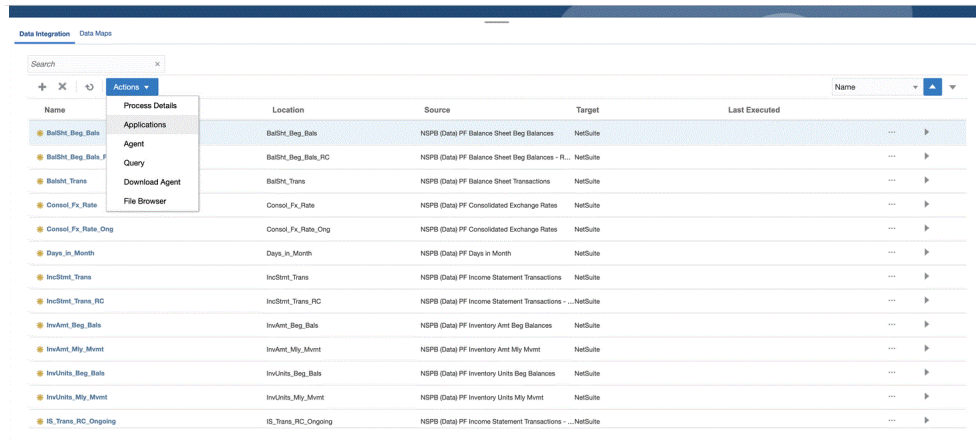 Data Integration Data Maps
Search ×
Actions
Name
Process Details
Applications
Agent
Query
Download Agent
File Browser
Name Location Source Target Last Executed
BalSht_Beg_Bals BalSht_Beg_Bals NSPB (Data) PF Balance Sheet Beg Balances NetSuite ...
BalSht_Beg_Bals_F BalSht_Beg_Bals_RC NSPB (Data) PF Balance Sheet Beg Balances - R... NetSuite ...
Balsht_Trans BalSht_Trans NSPB (Data) PF Balance Sheet Transactions NetSuite ...
Consol_Fx_Rate Consol_Fx_Rate NSPB (Data) PF Consolidated Exchange Rates NetSuite ...
Consol_Fx_Rate_Ong Consol_Fx_Rate_Ong NSPB (Data) PF Consolidated Exchange Rates NetSuite ...
Days_in_Month Days_in_Month NSPB (Data) PF Days in Month NetSuite ...
IncStmt_Trans IncStmt_Trans NSPB (Data) PF Income Statement Transactions NetSuite ...
IncStmt_Trans_RC IncStmt_Trans_RC NSPB (Data) PF Income Statement Transactions - ... NetSuite ...
InvAmt_Beg_Bals InvAmt_Beg_Bals NSPB (Data) PF Inventory Amt Beg Balances NetSuite ...
InvAmt_Mly_Mvmt InvAmt_Mly_Mvmt NSPB (Data) PF Inventory Amt Mly Mvmt NetSuite ...
InvUnits_Beg_Bals InvUnits_Beg_Bals NSPB (Data) PF Inventory Units Beg Balances NetSuite ...
InvUnits_Mly_Mvmt InvUnits_Mly_Mvmt NSPB (Data) PF Inventory Units Mly Mvmt NetSuite ...
IS_Trans_RC_Ongoing IS_Trans_RC_Ongoing NSPB (Data) PF Income Statement Transactions - ... NetSuite ...